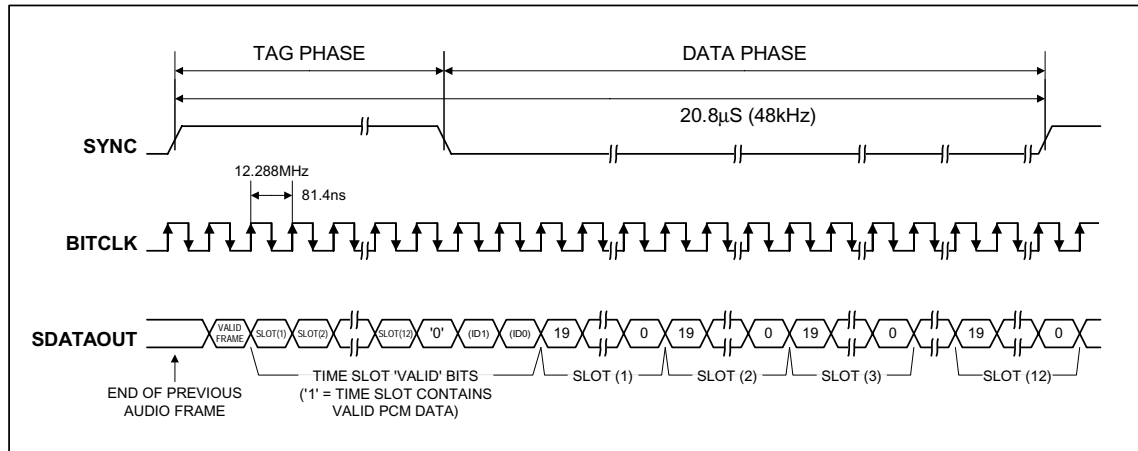 TAG PHASE DATA PHASE
20.8µS (48kHz)
SYNC
12.288MHz
81.4ns
BITCLK
SDATAOUT VALID FRAME SLOT(1) SLOT(2) SLOT(12) '0' (ID1) (ID0) 19 0 19 0 19 0 19 0
TIME SLOT 'VALID' BITS SLOT (1) SLOT (2) SLOT (3) SLOT (12)
('1' = TIME SLOT CONTAINS
VALID PCM DATA)
END OF PREVIOUS
AUDIO FRAME